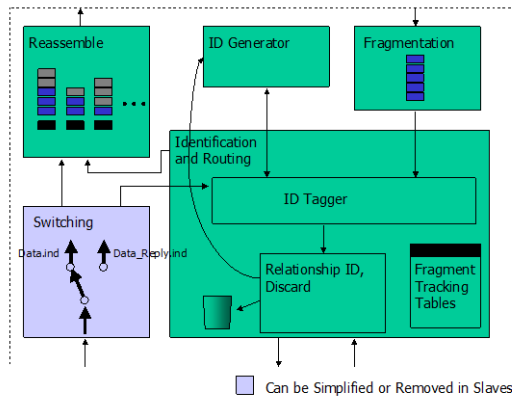 Reassemble
ID Generator
Fragmentation
Identification
and Routing
ID Tagger
Switching
Data.ind
Data_Reply.ind
Relationship ID,
Discard
Fragment
Tracking
Tables
Can be Simplified or Removed in Slaves